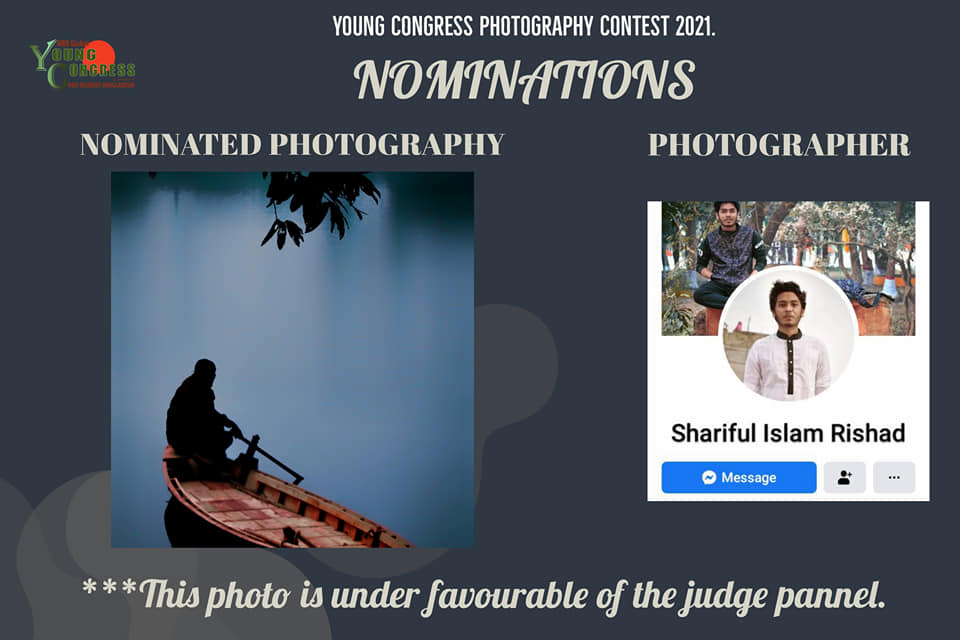 YOUNG CONGRESS PHOTOGRAPHY CONTEST 2021.
YOUNG
CONGRESS
NOMINATIONS
NOMINATED PHOTOGRAPHY
PHOTOGRAPHER
Shariful Islam Rishad
Message
***This photo is under favourable of the judge pannel.